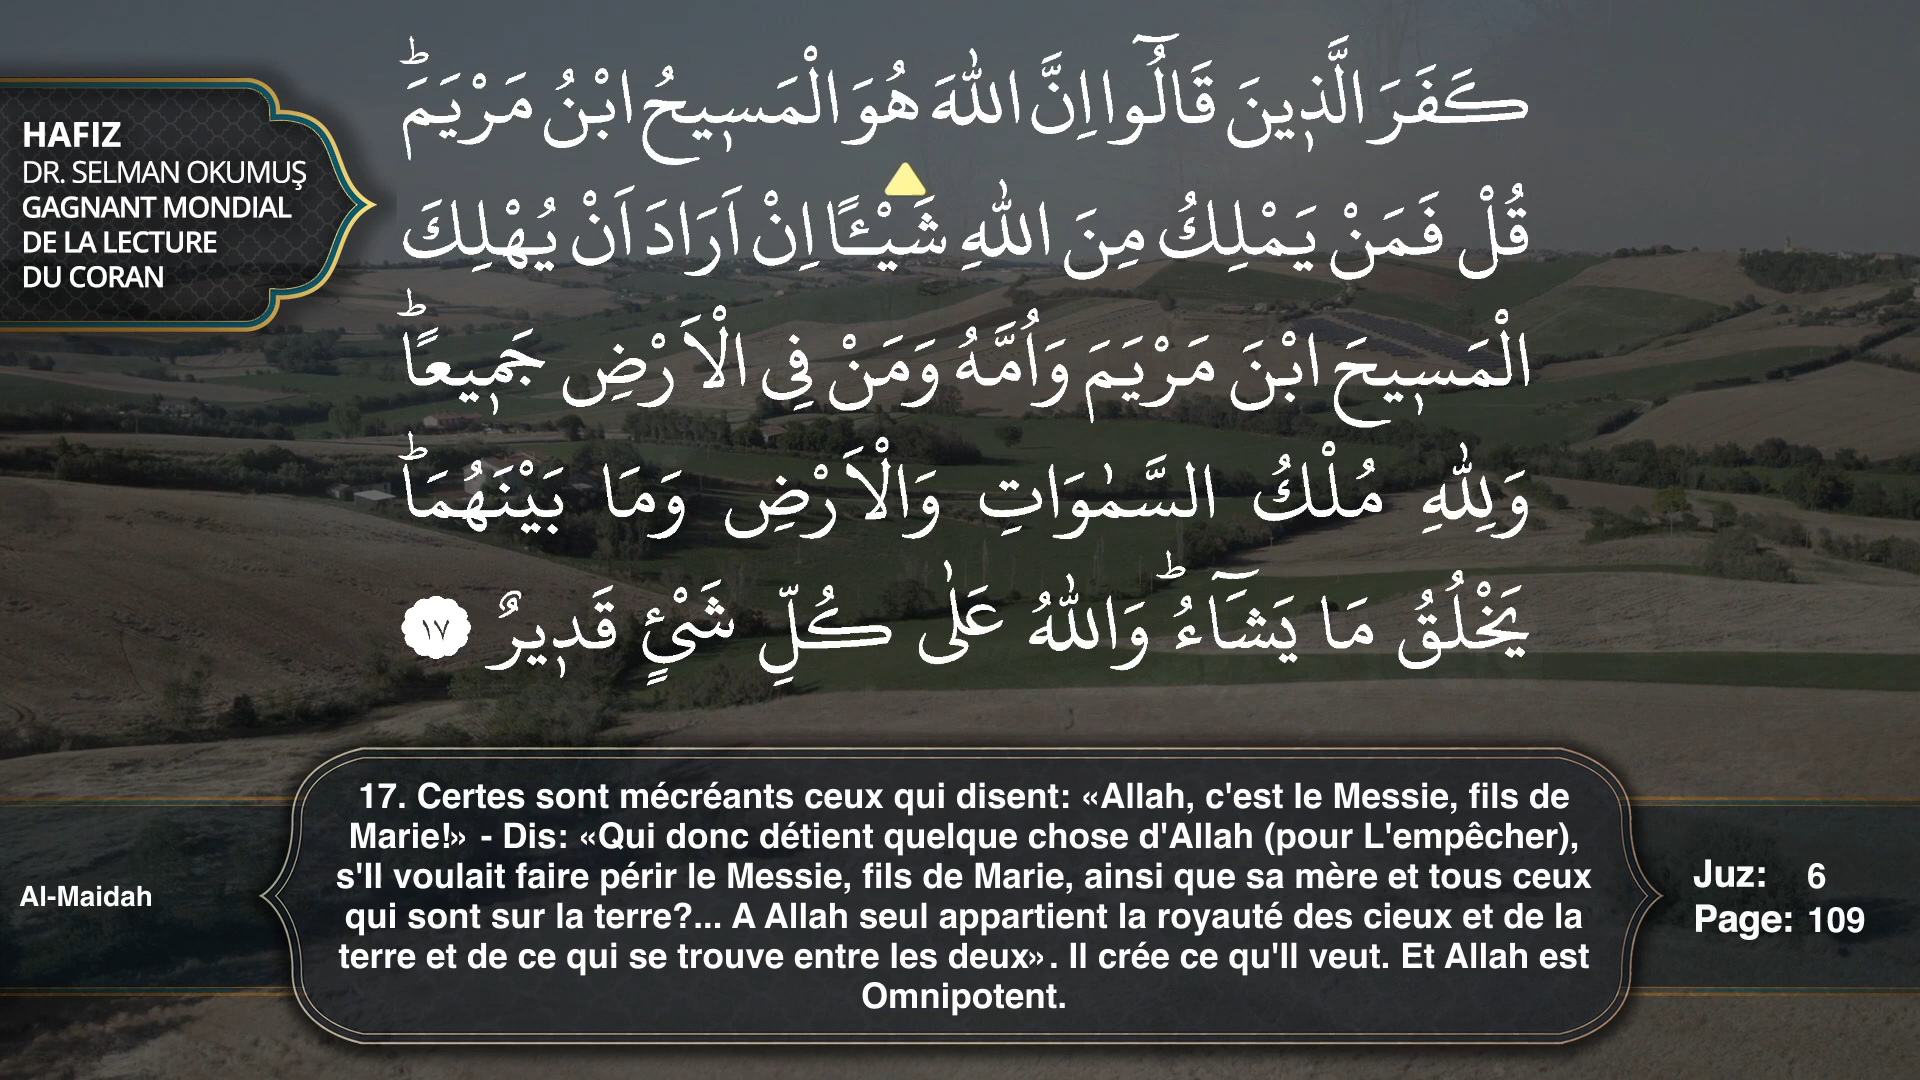 كَفَرَ الَّذ۪ينَ قَالُٓوا اِنَّ اللّٰهَ هُوَ الْمَس۪يحُ ابْنُ مَرْيَمَۜ
قُلْ فَمَنْ يَمْلِكُ مِنَ اللّٰهِ شَيْـًٔا اِنْ اَرَادَ اَنْ يُهْلِكَ
الْمَس۪يحَ ابْنَ مَرْيَمَ وَاُمَّهُ وَمَنْ فِي الْاَرْضِ جَم۪يعًاۜ
وَلِلّٰهِ مُلْكُ السَّمٰوَاتِ وَالْاَرْضِ وَمَا بَيْنَهُمَاۜ
يَخْلُقُ مَا يَشَٓاءُۜ وَاللّٰهُ عَلٰى كُلِّ شَيْءٍ قَد۪يرٌ ١٧
HAFIZ
DR. SELMAN OKUMUŞ
GAGNANT MONDIAL
DE LA LECTURE
DU CORAN
17. Certes sont mécréants ceux qui disent: «Allah, c'est le Messie, fils de
Marie!» - Dis: «Qui donc détient quelque chose d'Allah (pour L'empêcher),
s'Il voulait faire périr le Messie, fils de Marie, ainsi que sa mère et tous ceux
qui sont sur la terre?... A Allah seul appartient la royauté des cieux et de la
terre et de ce qui se trouve entre les deux». Il crée ce qu'Il veut. Et Allah est
Omnipotent.
Al-Maidah
Juz: 6
Page: 109